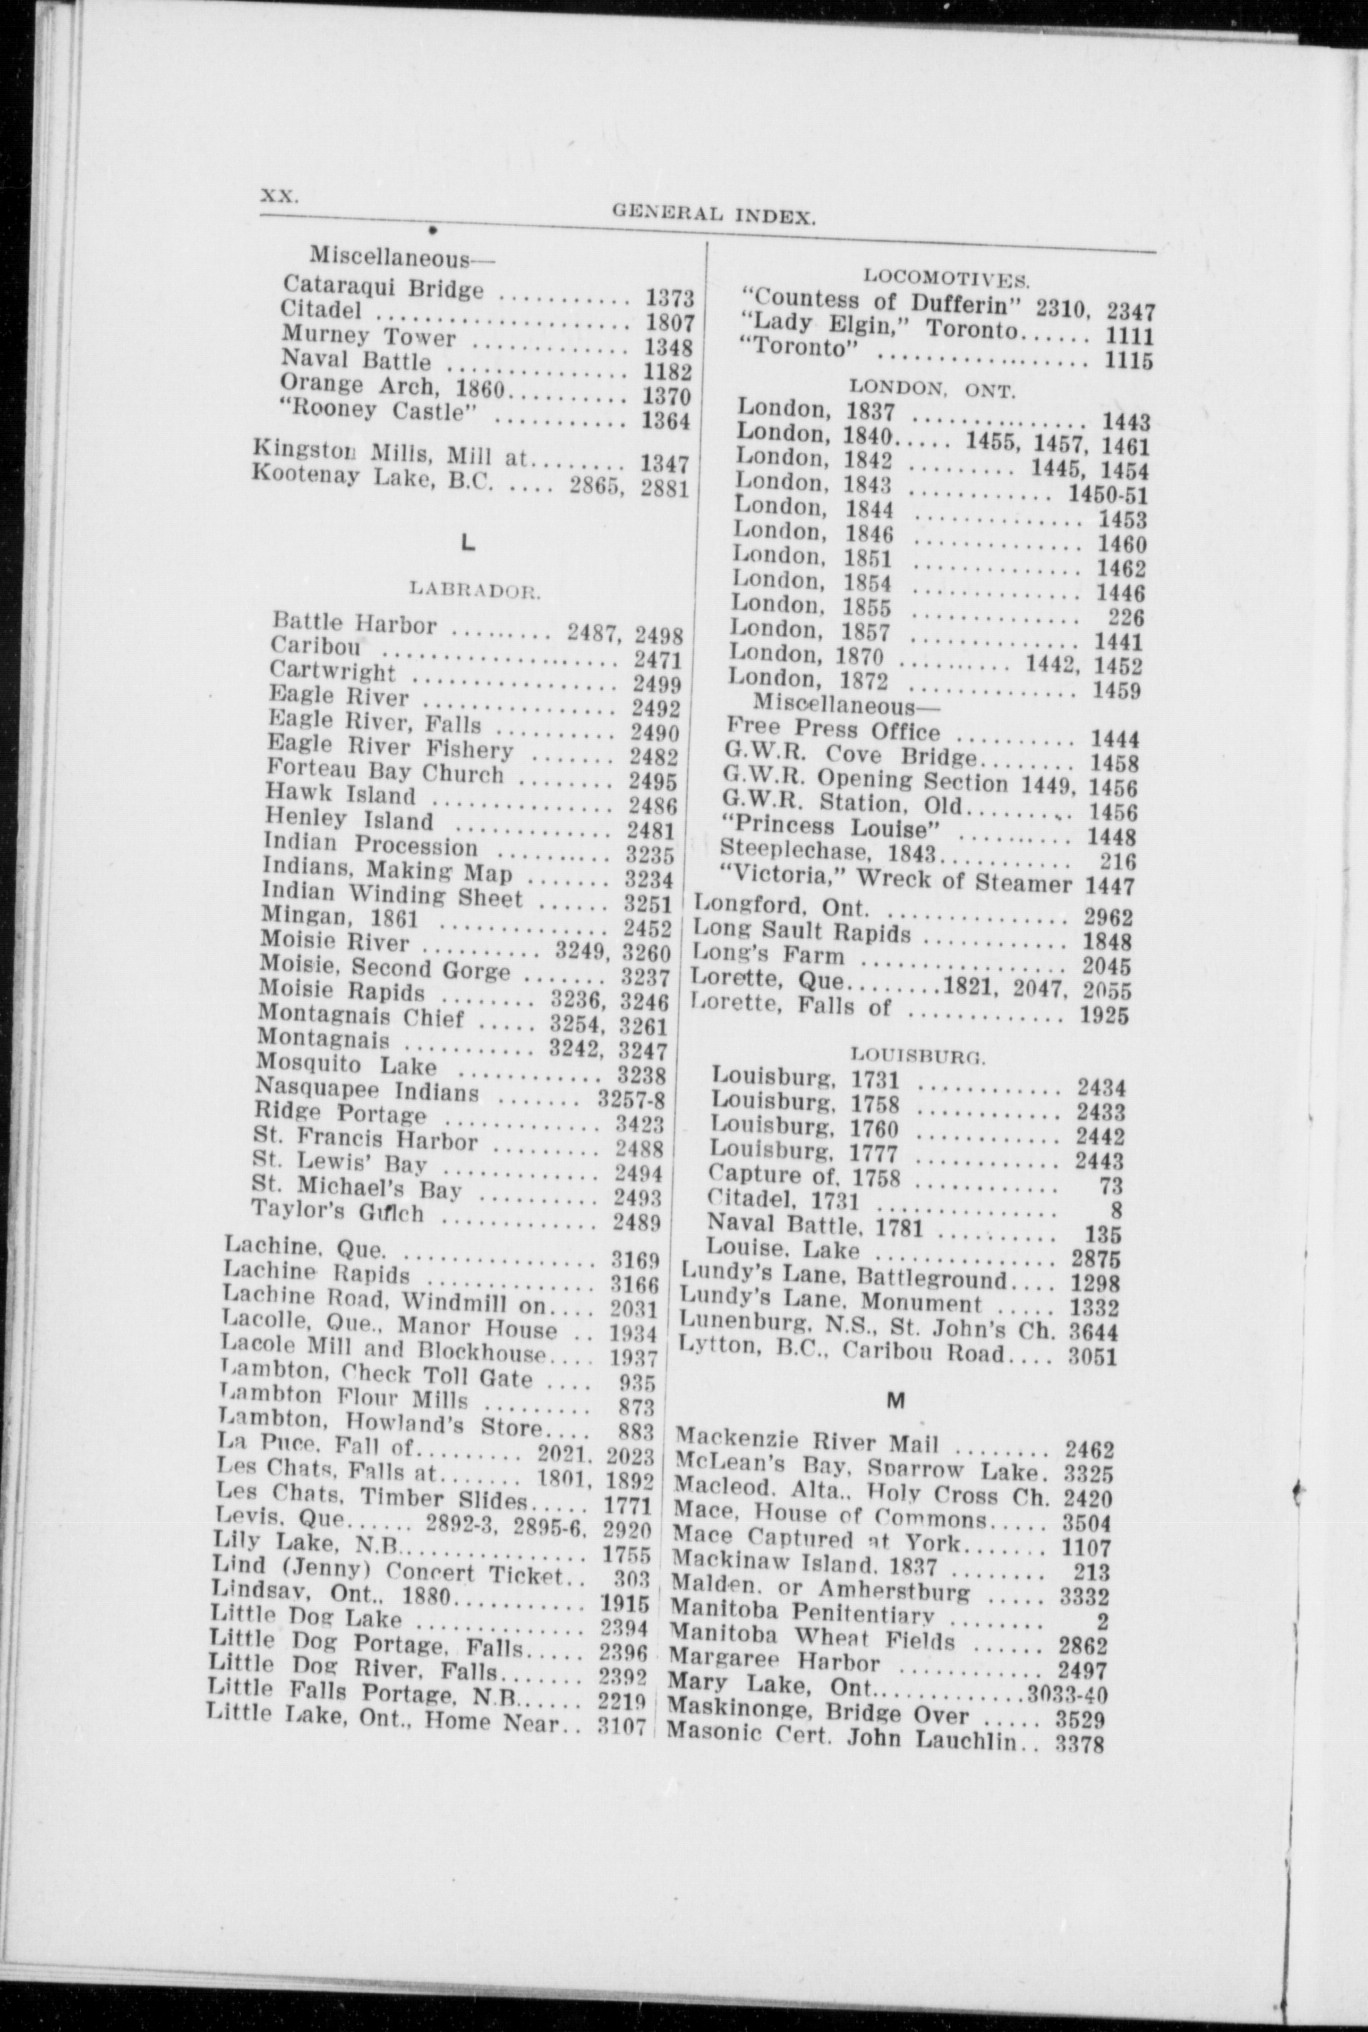 XX.
GENERAL INDEX.
Miscellaneous—
Cataraqui Bridge ........... 1373
Citadel ..................... 1807
Murney Tower ............. 1348
Naval Battle ............... 1182
Orange Arch, 1860.......... 1370
"Rooney Castle" ........... 1364
Kingston Mills, Mill at........ 1347
Kootenay Lake, B.C. .... 2865, 2881
L
LABRADOR.
Battle Harbor ......... 2487, 2498
Caribou .................... 2471
Cartwright ................. 2499
Eagle River ................ 2492
Eagle River, Falls .......... 2490
Eagle River Fishery ....... 2482
Forteau Bay Church ........ 2495
Hawk Island ............... 2486
Henley Island ............. 2481
Indian Procession .......... 3235
Indians, Making Map ....... 3234
Indian Winding Sheet ...... 3251
Mingan, 1861 .............. 2452
Moisie River .......... 3249, 3260
Moisie, Second Gorge ....... 3237
Moisie Rapids ........ 3236, 3246
Montagnais Chief ..... 3254, 3261
Montagnais ........... 3242, 3247
Mosquito Lake ............ 3238
Nasquapee Indians ....... 3257-8
Ridge Portage ............. 3423
St. Francis Harbor ......... 2488
St. Lewis' Bay ............. 2494
St. Michael's Bay .......... 2493
Taylor's Gulch ............. 2489
Lachine, Que. ................ 3169
Lachine Rapids .............. 3166
Lachine Road, Windmill on.... 2031
Lacolle, Que., Manor House .. 1934
Lacole Mill and Blockhouse.... 1937
Lambton, Check Toll Gate .... 935
Lambton Flour Mills ......... 873
Lambton, Howland's Store.... 883
La Puce, Fall of......... 2021, 2023
Les Chats, Falls at....... 1801, 1892
Les Chats, Timber Slides..... 1771
Levis, Que...... 2892-3, 2895-6, 2920
Lily Lake, N.B................ 1755
Lind (Jenny) Concert Ticket.. 303
Lindsay, Ont., 1880........... 1915
Little Dog Lake .............. 2394
Little Dog Portage, Falls..... 2396
Little Dog River, Falls....... 2392
Little Falls Portage, N.B...... 2219
Little Lake, Ont., Home Near.. 3107
LOCOMOTIVES.
"Countess of Dufferin" 2310, 2347
"Lady Elgin," Toronto...... 1111
"Toronto" .................. 1115
LONDON, ONT.
London, 1837 ............... 1443
London, 1840..... 1455, 1457, 1461
London, 1842 ......... 1445, 1454
London, 1843 ............ 1450-51
London, 1844 .............. 1453
London, 1846 .............. 1460
London, 1851 .............. 1462
London, 1854 .............. 1446
London, 1855 .............. 226
London, 1857 .............. 1441
London, 1870 .......... 1442, 1452
London, 1872 .............. 1459
Miscellaneous—
Free Press Office .......... 1444
G.W.R. Cove Bridge........ 1458
G.W.R. Opening Section 1449, 1456
G.W.R. Station, Old......... 1456
"Princess Louise" .......... 1448
Steeplechase, 1843........... 216
"Victoria," Wreck of Steamer 1447
Longford, Ont. ............... 2962
Long Sault Rapids ............ 1848
Long's Farm ................. 2045
Lorette, Que........1821, 2047, 2055
Lorette, Falls of ............. 1925
LOUISBURG.
Louisburg, 1731 ............ 2434
Louisburg, 1758 ............ 2433
Louisburg, 1760 ............ 2442
Louisburg, 1777 ............ 2443
Capture of, 1758 ............ 73
Citadel, 1731 ............... 8
Naval Battle, 1781 .......... 135
Louise, Lake ............... 2875
Lundy's Lane, Battleground.... 1298
Lundy's Lane, Monument ..... 1332
Lunenburg, N.S., St. John's Ch. 3644
Lytton, B.C., Caribou Road.... 3051
M
Mackenzie River Mail ........ 2462
McLean's Bay, Sparrow Lake. 3325
Macleod, Alta., Holy Cross Ch. 2420
Mace, House of Commons..... 3504
Mace Captured at York....... 1107
Mackinaw Island, 1837 ........ 213
Malden, or Amherstburg ..... 3332
Manitoba Penitentiary ........ 2
Manitoba Wheat Fields ...... 2862
Margaree Harbor ............ 2497
Mary Lake, Ont.............3033-40
Maskinonge, Bridge Over ..... 3529
Masonic Cert. John Lauchlin.. 3378